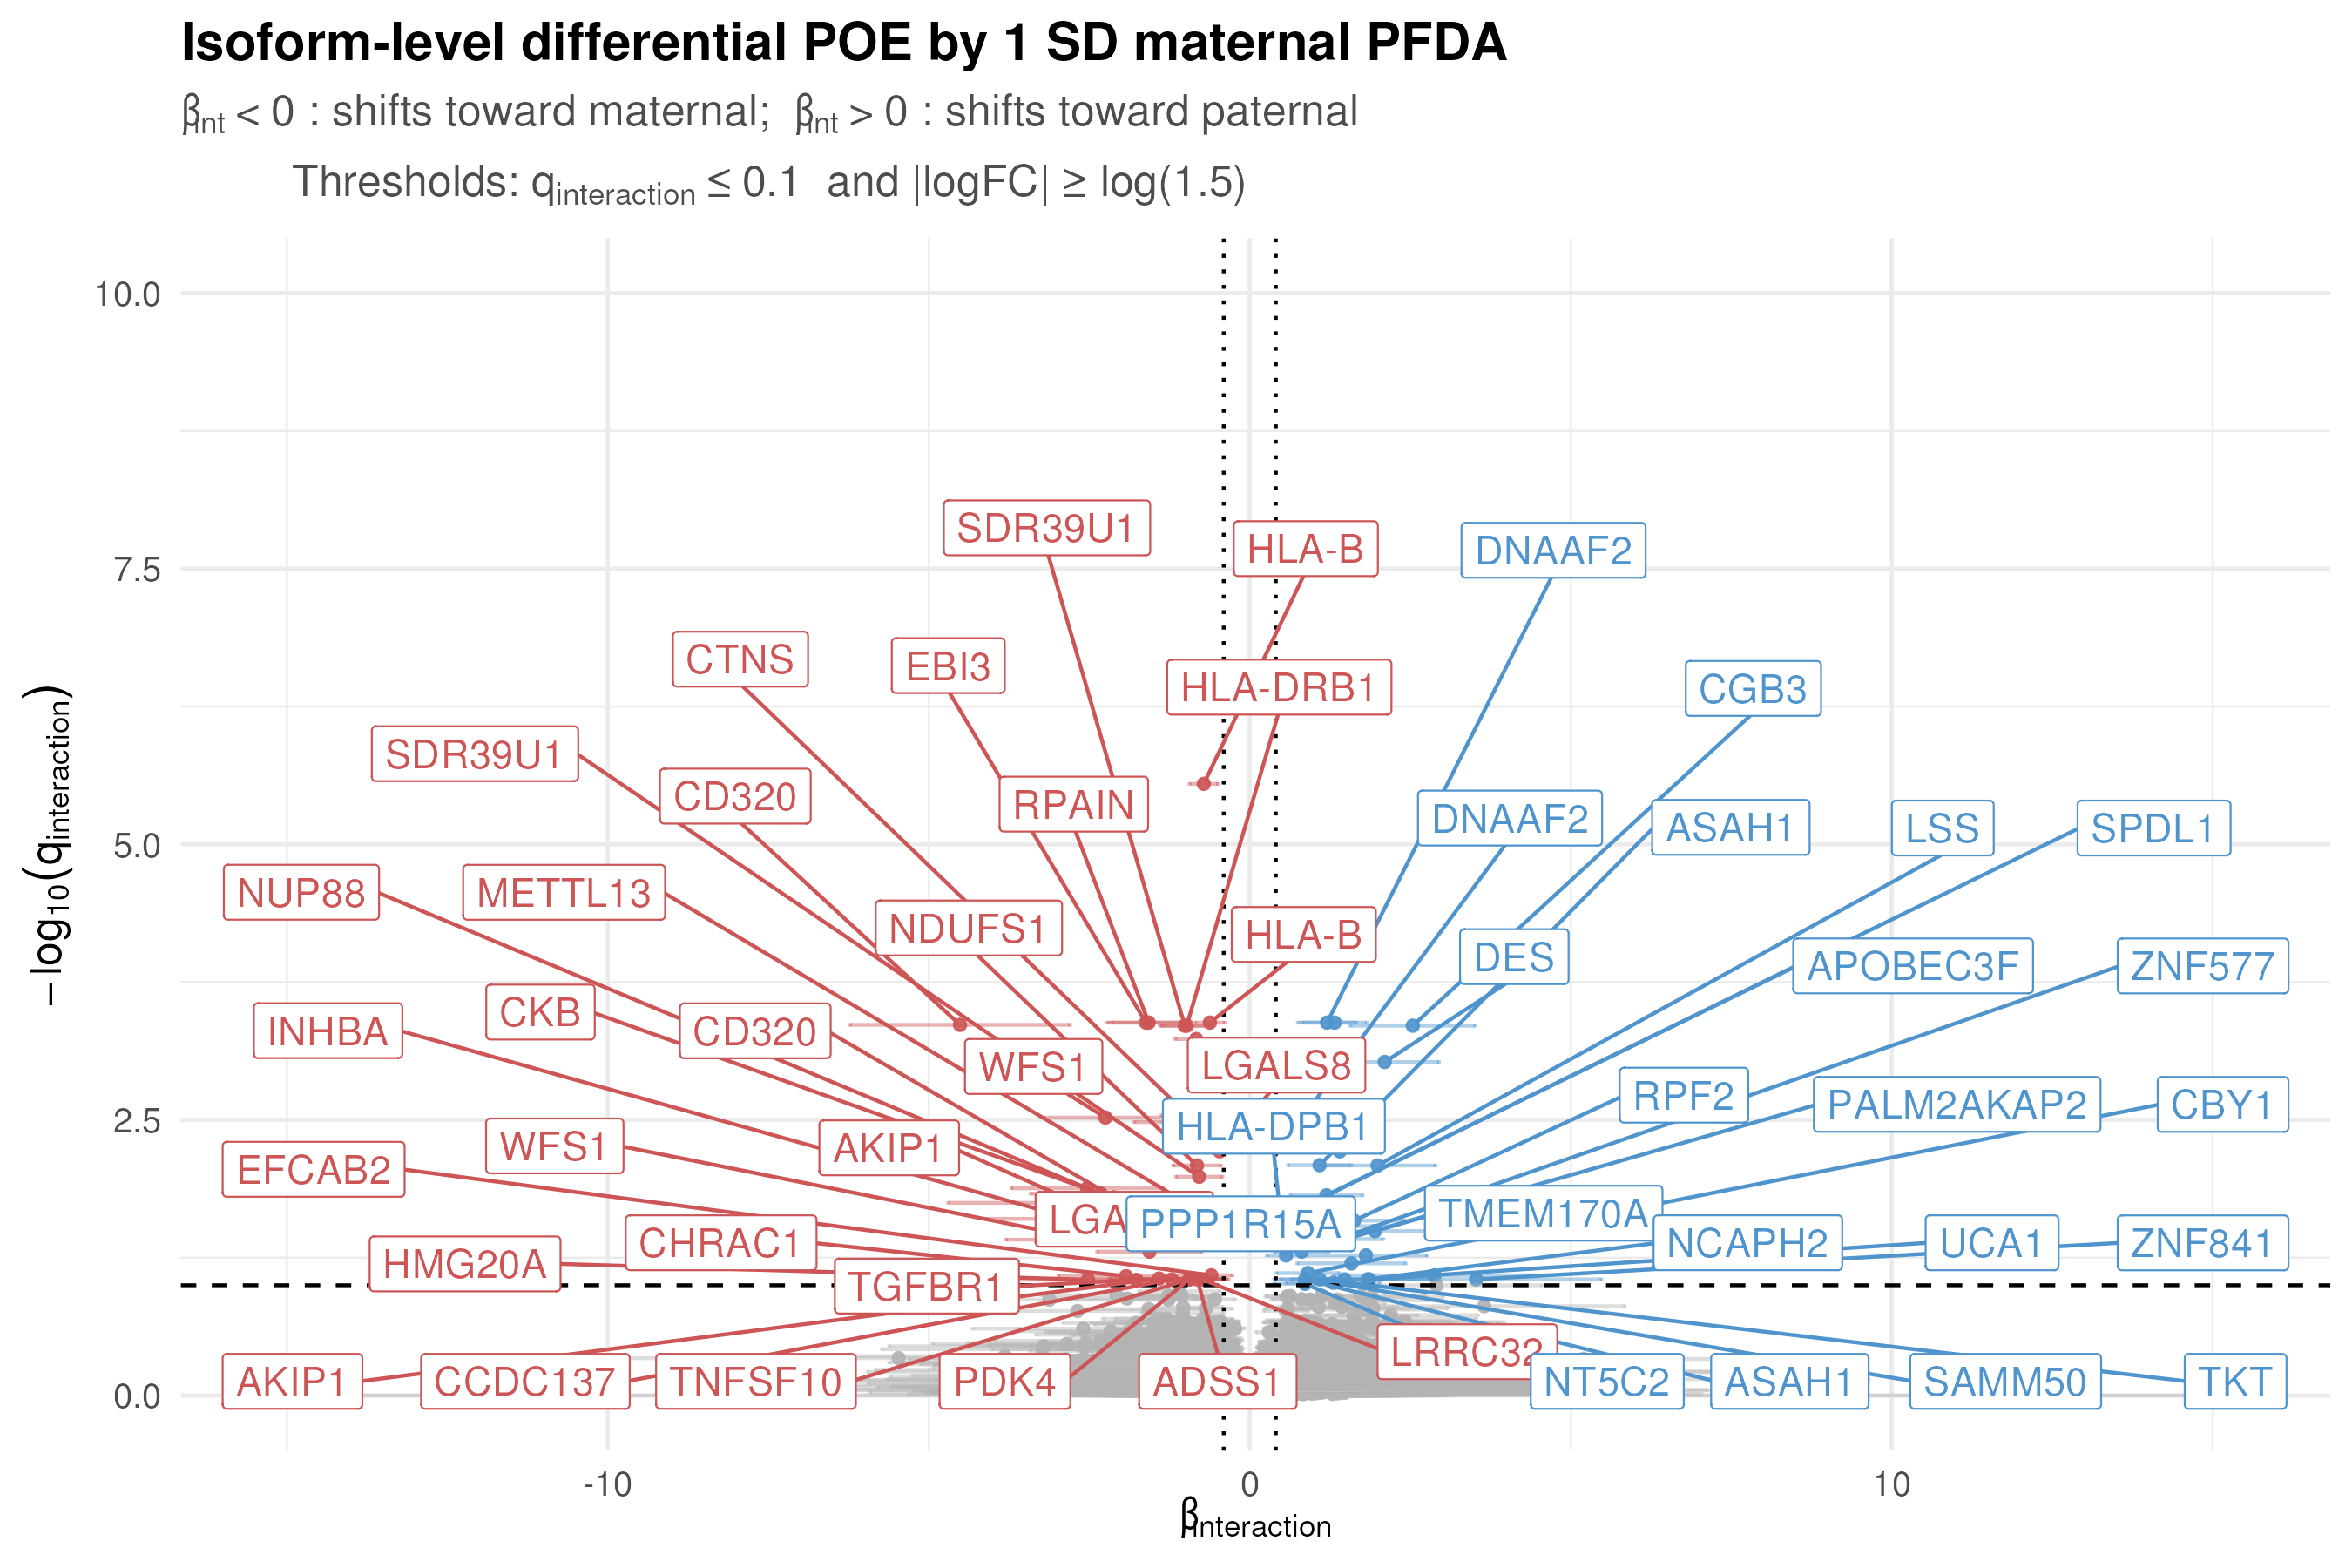 Isoform-level differential POE by 1 SD maternal PFDA
βint < 0 : shifts toward maternal; βint > 0 : shifts toward paternal
Thresholds: qinteraction ≤ 0.1 and |logFC| ≥ log(1.5)
10.0
7.5
5.0
2.5
0.0
−log10(qinteraction)
SDR39U1
HLA-B
DNAAF2
CTNS
EBI3
HLA-DRB1
CGB3
SDR39U1
CD320
RPAIN
DNAAF2
ASAH1
LSS
SPDL1
NUP88
METTL13
NDUFS1
HLA-B
DES
APOBEC3F
ZNF577
INHBA
CKB
CD320
WFS1
LGALS8
RPF2
PALM2AKAP2
CBY1
EFCAB2
WFS1
AKIP1
HLA-DPB1
LGA
PPP1R15A
TMEM170A
HMG20A
CHRAC1
TGFBR1
NCAPH2
UCA1
ZNF841
LRRC32
AKIP1
CCDC137
TNFSF10
PDK4
ADSS1
NT5C2
ASAH1
SAMM50
TKT
-10
0
10
βinteraction